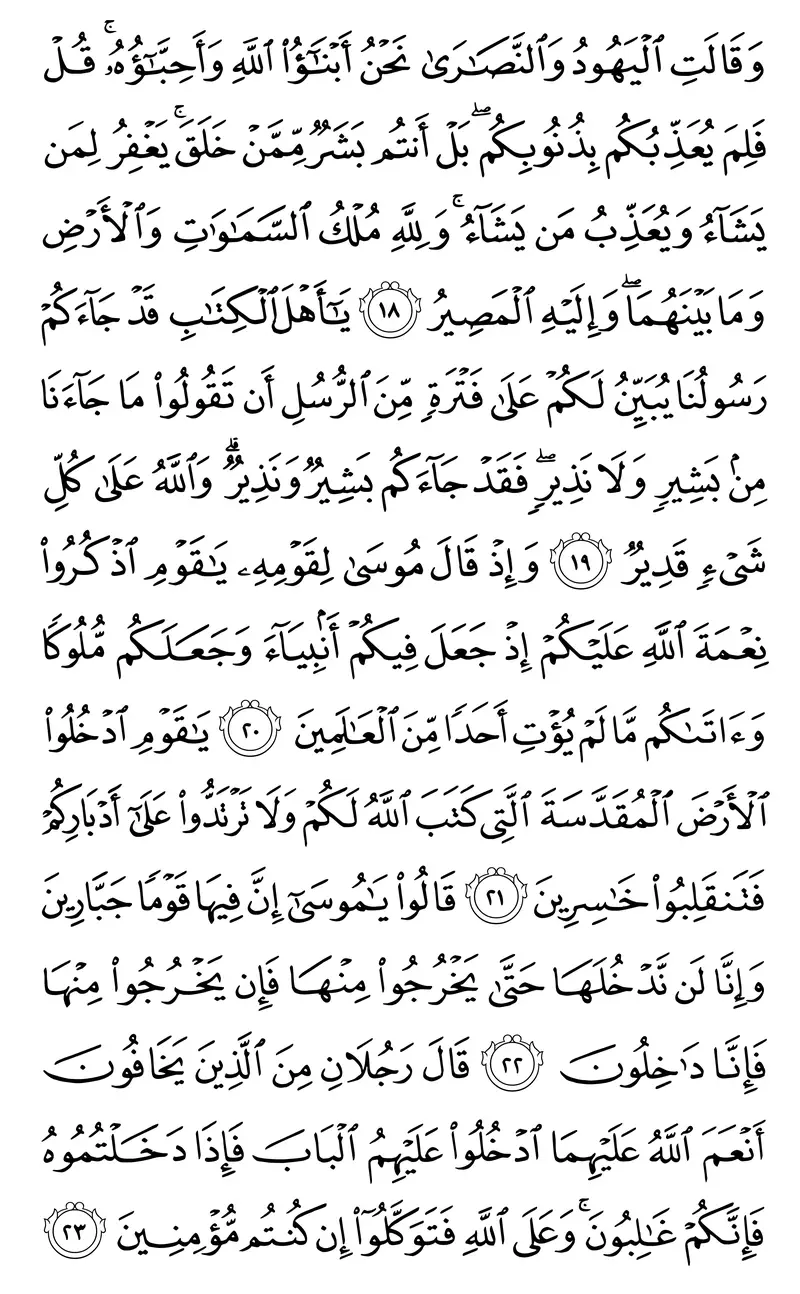 وَقَالَتِ ٱلۡيَهُودُ وَٱلنَّصَٰرَىٰ نَحۡنُ أَبۡنَٰٓؤُاْ ٱللَّهِ وَأَحِبَّٰٓؤُهُۥۚ قُلۡ
فَلِمَ يُعَذِّبُكُم بِذُنُوبِكُمۖ بَلۡ أَنتُم بَشَرٞ مِّمَّنۡ خَلَقَۚ يَغۡفِرُ لِمَن
يَشَآءُ وَيُعَذِّبُ مَن يَشَآءُۚ وَلِلَّهِ مُلۡكُ ٱلسَّمَٰوَٰتِ وَٱلۡأَرۡضِ
وَمَا بَيۡنَهُمَاۖ وَإِلَيۡهِ ٱلۡمَصِيرُ ١٨ يَٰٓأَهۡلَ ٱلۡكِتَٰبِ قَدۡ جَآءَكُمۡ
رَسُولُنَا يُبَيِّنُ لَكُمۡ عَلَىٰ فَتۡرَةٖ مِّنَ ٱلرُّسُلِ أَن تَقُولُواْ مَا جَآءَنَا
مِنۢ بَشِيرٖ وَلَا نَذِيرٖۖ فَقَدۡ جَآءَكُم بَشِيرٞ وَنَذِيرٞۗ وَٱللَّهُ عَلَىٰ كُلِّ
شَيۡءٖ قَدِيرٞ ١٩ وَإِذۡ قَالَ مُوسَىٰ لِقَوۡمِهِۦ يَٰقَوۡمِ ٱذۡكُرُواْ
نِعۡمَةَ ٱللَّهِ عَلَيۡكُمۡ إِذۡ جَعَلَ فِيكُمۡ أَنۢبِيَآءَ وَجَعَلَكُم مُّلُوكٗا
وَءَاتَىٰكُم مَّا لَمۡ يُؤۡتِ أَحَدٗا مِّنَ ٱلۡعَٰلَمِينَ ٢٠ يَٰقَوۡمِ ٱدۡخُلُواْ
ٱلۡأَرۡضَ ٱلۡمُقَدَّسَةَ ٱلَّتِي كَتَبَ ٱللَّهُ لَكُمۡ وَلَا تَرۡتَدُّواْ عَلَىٰٓ أَدۡبَارِكُمۡ
فَتَنقَلِبُواْ خَٰسِرِينَ ٢١ قَالُواْ يَٰمُوسَىٰٓ إِنَّ فِيهَا قَوۡمٗا جَبَّارِينَ
وَإِنَّا لَن نَّدۡخُلَهَا حَتَّىٰ يَخۡرُجُواْ مِنۡهَا فَإِن يَخۡرُجُواْ مِنۡهَا
فَإِنَّا دَٰخِلُونَ ٢٢ قَالَ رَجُلَانِ مِنَ ٱلَّذِينَ يَخَافُونَ
أَنۡعَمَ ٱللَّهُ عَلَيۡهِمَا ٱدۡخُلُواْ عَلَيۡهِمُ ٱلۡبَابَ فَإِذَا دَخَلۡتُمُوهُ
فَإِنَّكُمۡ غَٰلِبُونَۚ وَعَلَى ٱللَّهِ فَتَوَكَّلُوٓاْ إِن كُنتُم مُّؤۡمِنِينَ ٢٣